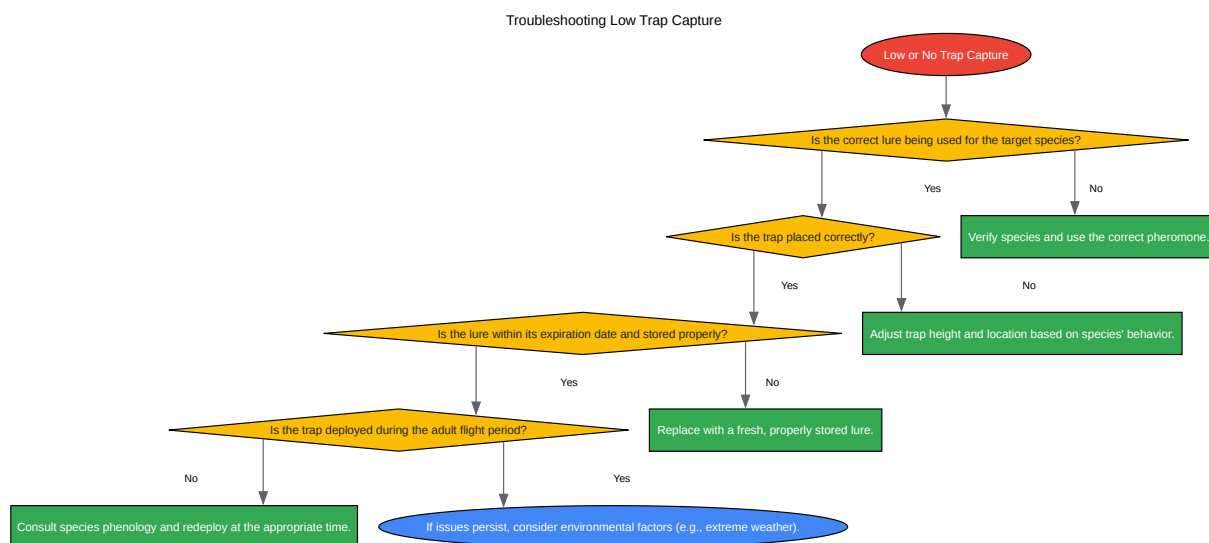 Troubleshooting Low Trap Capture
Low or No Trap Capture
Is the correct lure being used for the target species?
Yes
No
Is the trap placed correctly?
Verify species and use the correct pheromone.
Yes
No
Is the lure within its expiration date and stored properly?
Adjust trap height and location based on species' behavior.
Yes
No
Is the trap deployed during the adult flight period?
Replace with a fresh, properly stored lure.
No
Yes
Consult species phenology and redeploy at the appropriate time.
If issues persist, consider environmental factors (e.g., extreme weather).